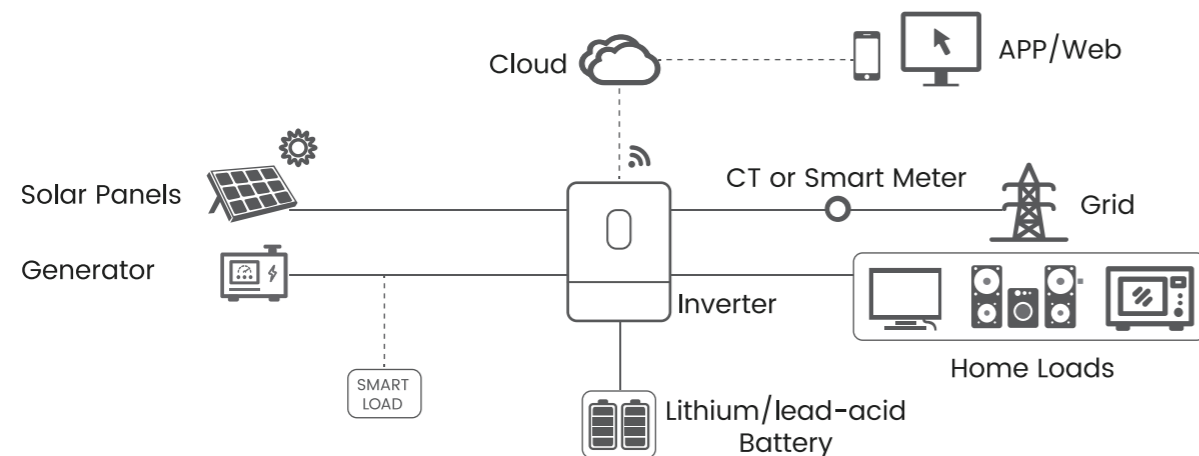 Cloud
APP/Web
Solar Panels
CT or Smart Meter
Grid
Generator
Inverter
Home Loads
SMART
LOAD
Lithium/lead-acid
Battery